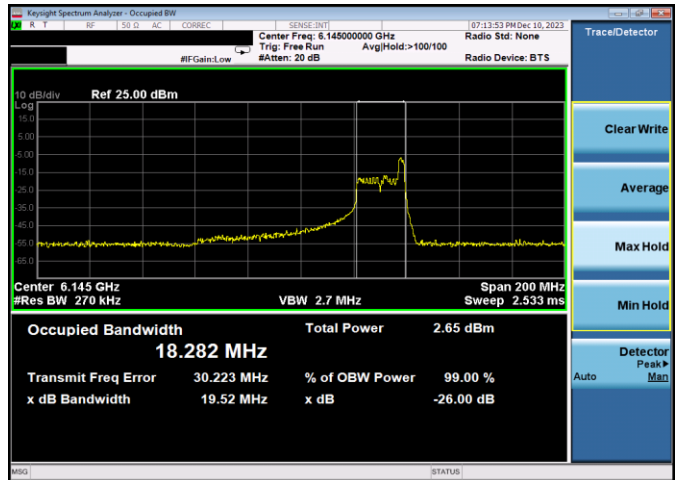 Keysight Spectrum Analyzer - Occupied BW
LXI R T RF 50 Ω AC CORREC SENSE:INT 07:13:53 PM Dec 10, 2023
Center Freq: 6.145000000 GHz Radio Std: None
Trig: Free Run Avg|Hold:>100/100
#IFGain:Low #Atten: 20 dB Radio Device: BTS
Trace/Detector
10 dB/div Ref 25.00 dBm
Log
15.0
5.00
-5.00
-15.0
-25.0
-35.0
-45.0
-55.0
-65.0
Center 6.145 GHz Span 200 MHz
#Res BW 270 kHz VBW 2.7 MHz Sweep 2.533 ms
Occupied Bandwidth Total Power 2.65 dBm
18.282 MHz
Transmit Freq Error 30.223 MHz % of OBW Power 99.00 %
x dB Bandwidth 19.52 MHz x dB -26.00 dB
Clear Write
Average
Max Hold
Min Hold
Detector
Peak▶
Auto Man
MSG STATUS